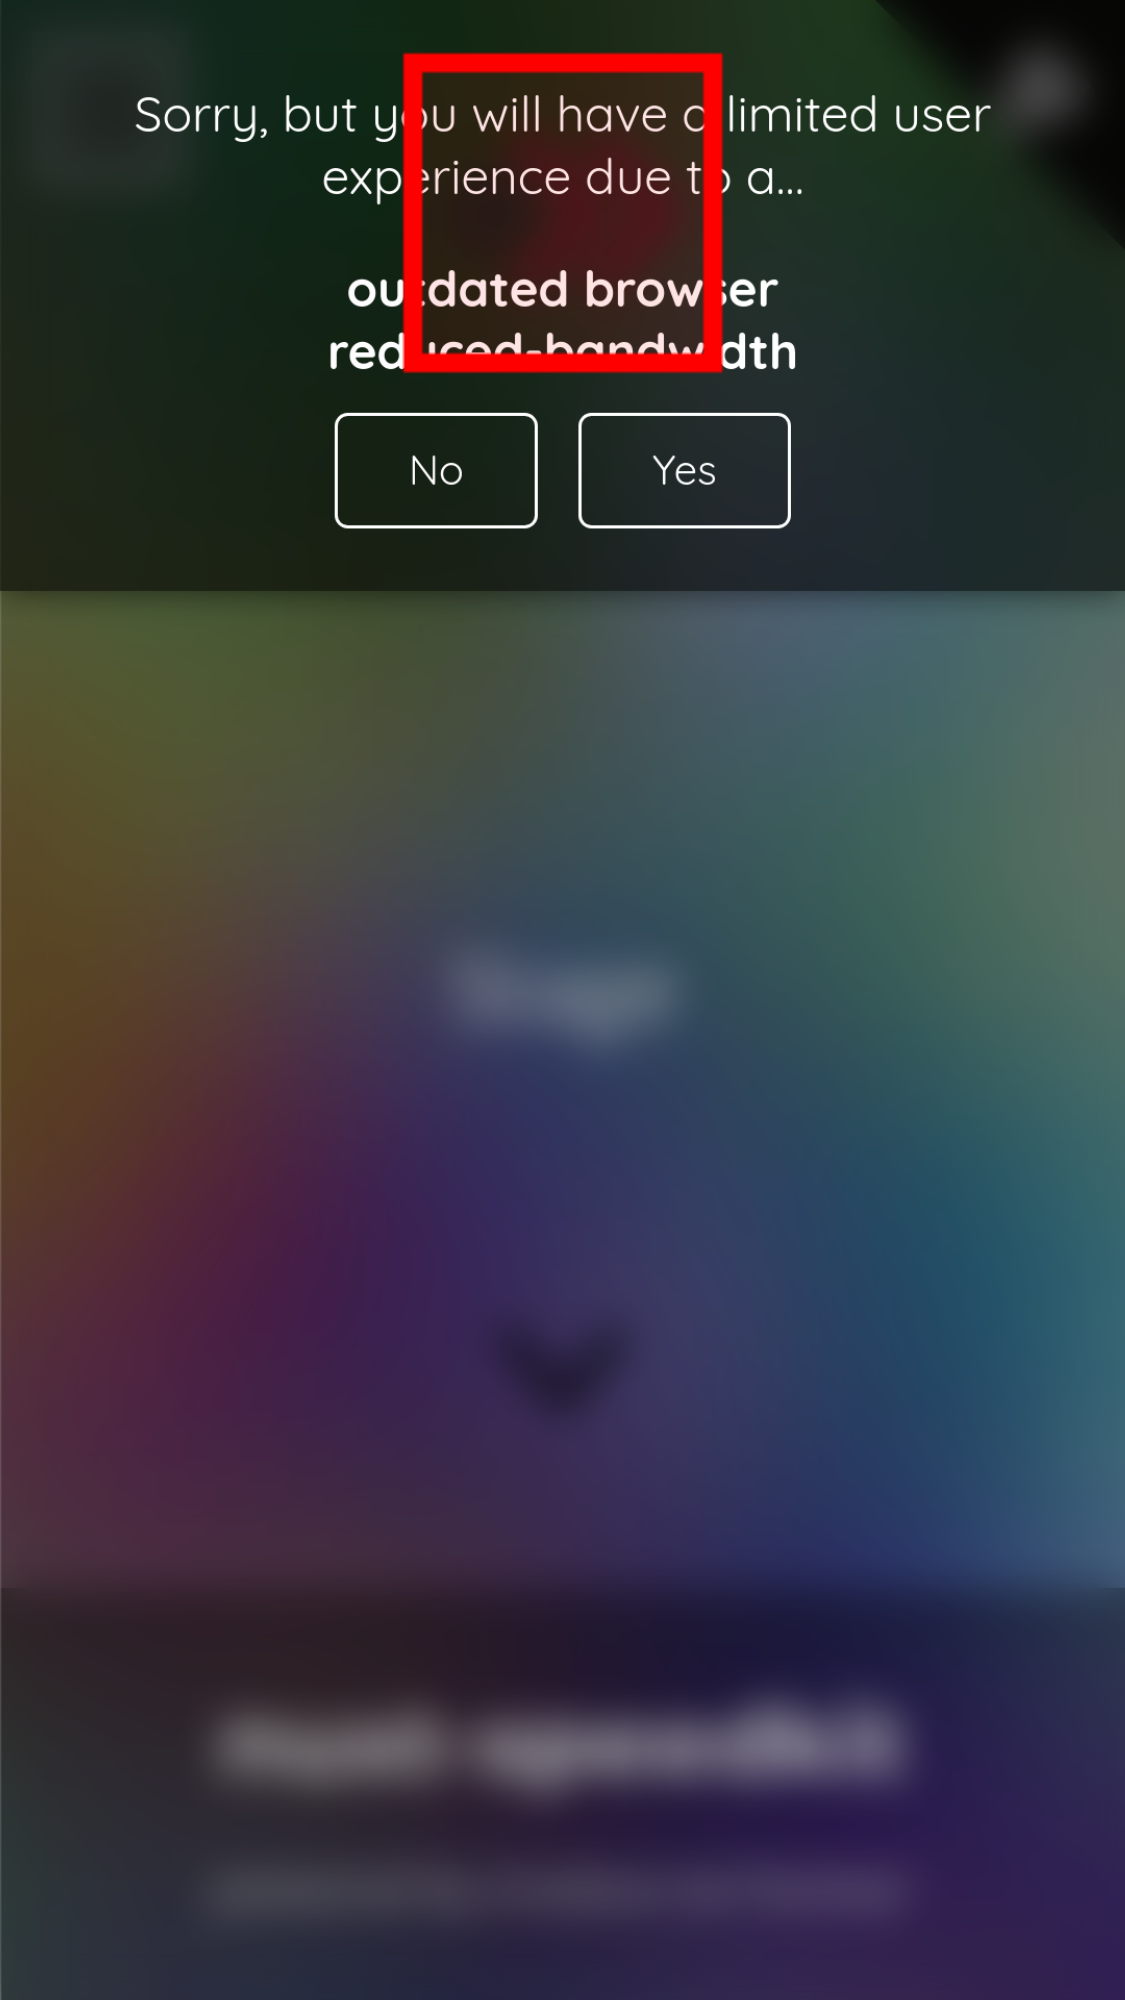 Sorry, but you will have a limited user
experience due to a...
outdated browser
reduced-bandwidth
No
Yes